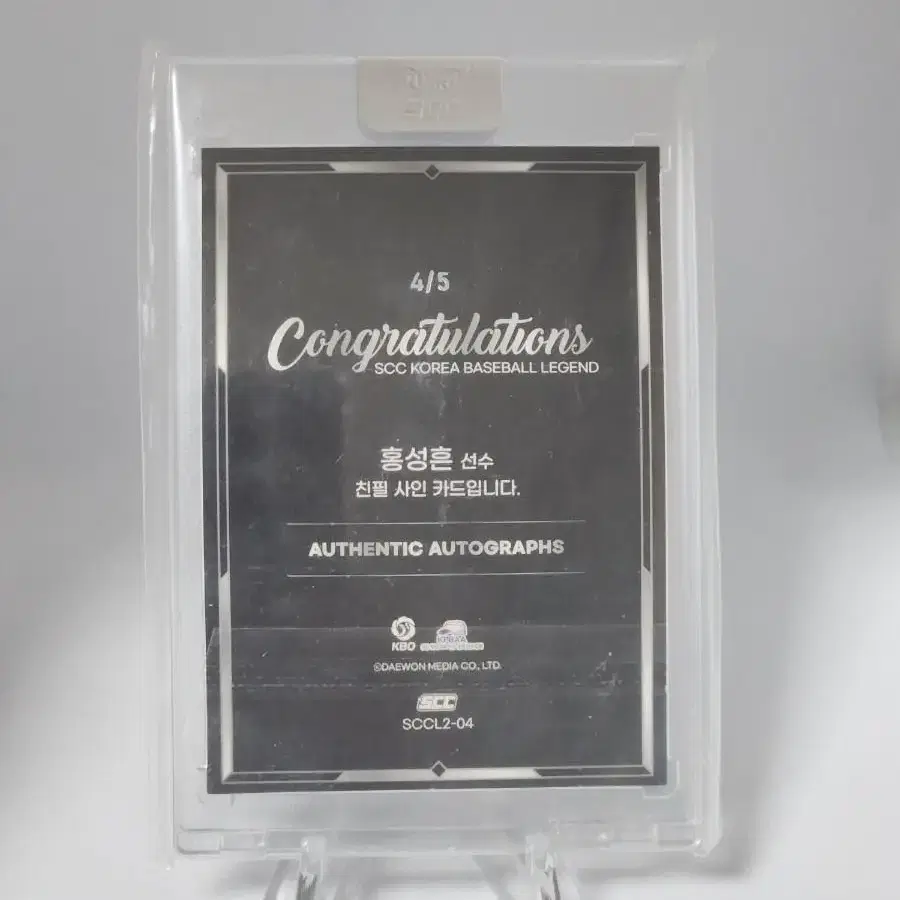 4/5
Congratulations
SCC KOREA BASEBALL LEGEND
홍성흔 선수
친필 사인 카드입니다.
AUTHENTIC AUTOGRAPHS
KBO
©DAEWON MEDIA CO., LTD.
SCC
SCCL2-04